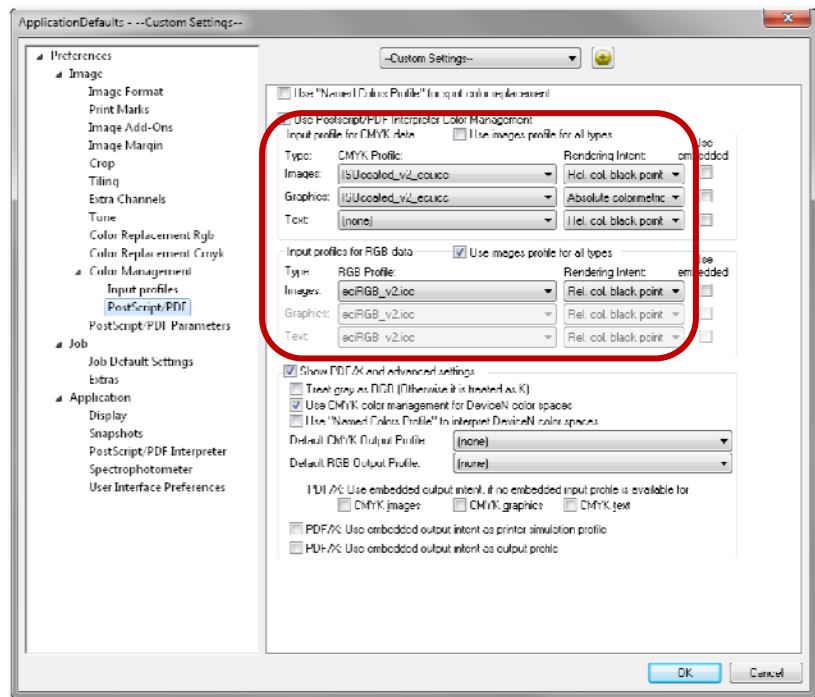 ApplicationDefaults - --Custom Settings--
Preferences
--Custom Settings--
Image
Image Format
Print Marks
Image Add-Ons
Image Margin
Crop
Tiling
Extra Channels
Tune
Color Replacement Rgb
Color Replacement Cmyk
Color Management
Input profiles
PostScript/PDF
PostScript/PDF Parameters
Job
Job Default Settings
Extras
Application
Display
Snapshots
PostScript/PDF Interpreter
Spectrophotometer
User Interface Preferences
Use "Named Colors Profile" for spot color replacement
Use Postscript/PDF Interpreter Color Management
Input profile for CMYK data Use images profile for all types
Type: CMYK Profile: Rendering Intent: embedded
Images: ISOcoated_v2_eci.icc Rel. col. black point
Graphics: ISOcoated_v2_eci.icc Absolute colormetric
Text: (none) Rel. col. black point
Input profiles for RGB data Use images profile for all types
Type RGB Profile: Rendering Intent: embedded
Images: eciRGB_v2.icc Rel. col. black point
Graphics: eciRGB_v2.icc Rel. col. black point
Text: eciRGB_v2.icc Rel. col. black point
Show PDF/X and advanced settings
Treat gray as RGB (Otherwise it is treated as K)
Use CMYK color management for DeviceN color spaces
Use "Named Colors Profile" to interpret DeviceN color spaces
Default CMYK Output Profile: (none)
Default RGB Output Profile: (none)
PDF/X: Use embedded output intent, if no embedded input profile is available for
CMYK images CMYK graphics CMYK text
PDF/X: Use embedded output intent as printer simulation profile
PDF/X: Use embedded output intent as output profile
OK Cancel